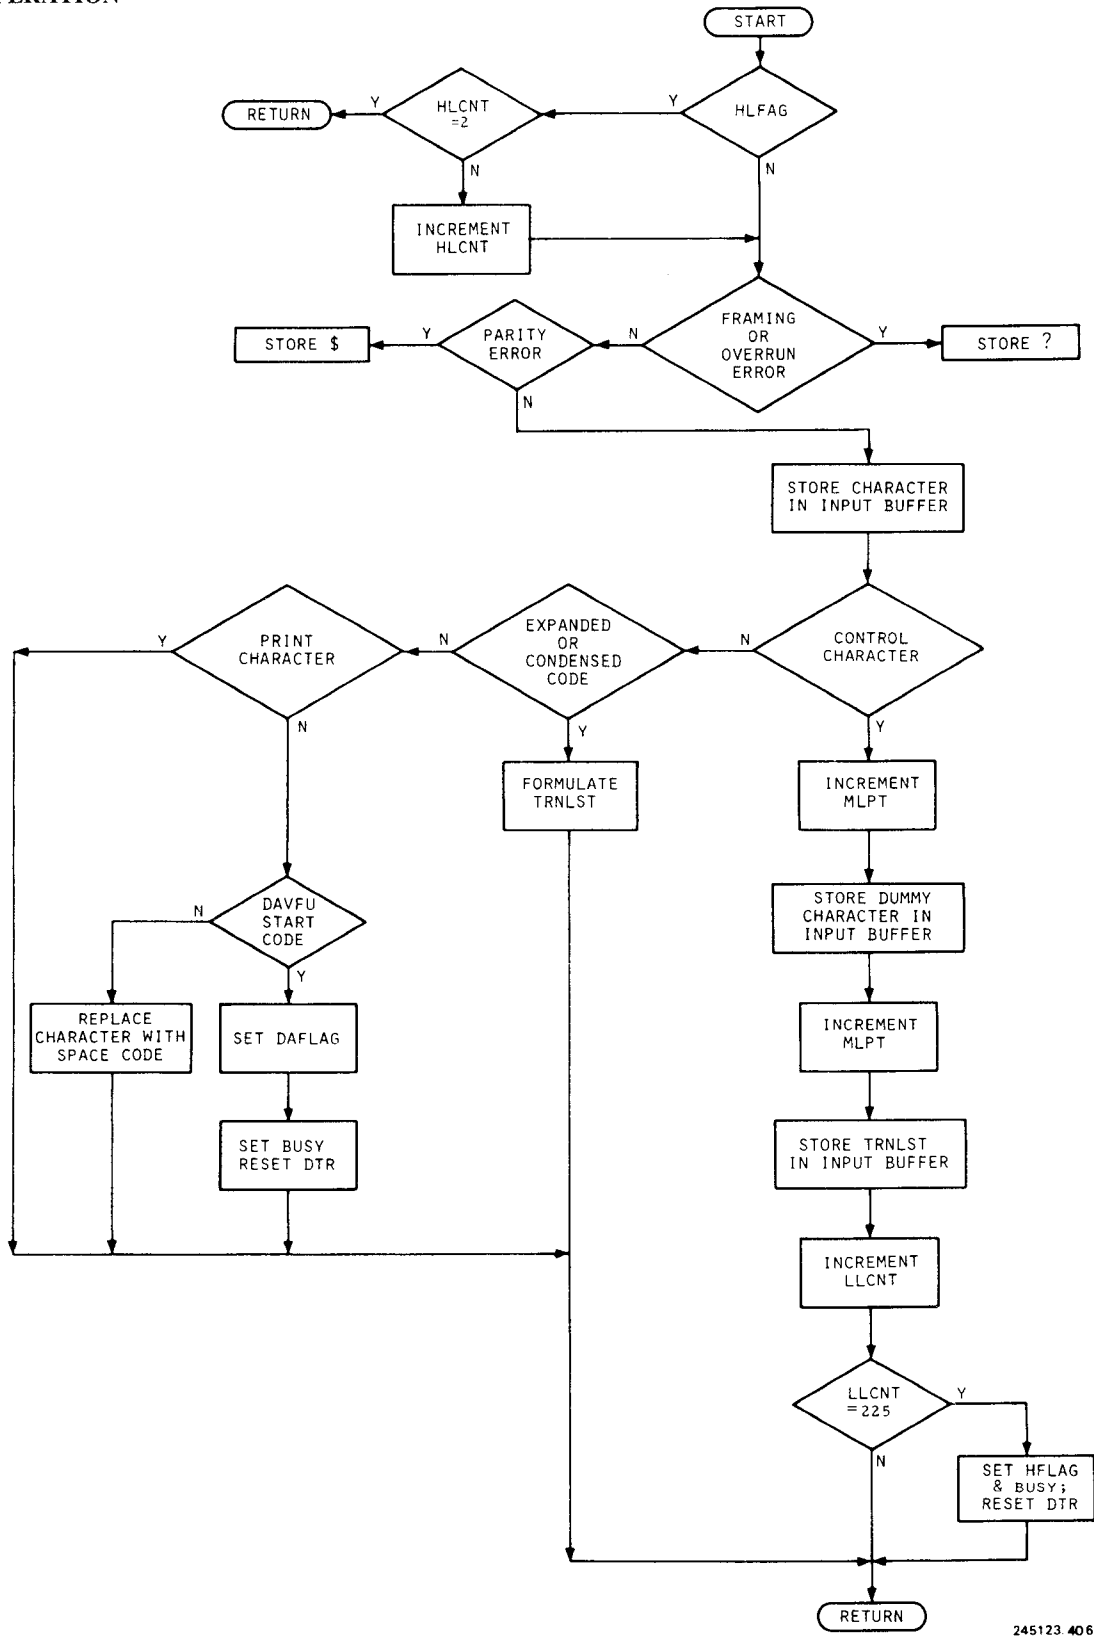 START
HLFAG
Y
N
HLCNT
=2
Y
N
RETURN
INCREMENT
HLCNT
FRAMING
OR
OVERRUN
ERROR
N
Y
PARITY
ERROR
Y
N
STORE $
STORE ?
STORE CHARACTER
IN INPUT BUFFER
CONTROL
CHARACTER
N
Y
EXPANDED
OR
CONDENSED
CODE
N
Y
PRINT
CHARACTER
Y
N
FORMULATE
TRNLST
INCREMENT
MLPT
DAVFU
START
CODE
N
Y
STORE DUMMY
CHARACTER IN
INPUT BUFFER
REPLACE
CHARACTER WITH
SPACE CODE
SET DAFLAG
INCREMENT
MLPT
SET BUSY
RESET DTR
STORE TRNLST
IN INPUT BUFFER
INCREMENT
LLCNT
LLCNT
=225
Y
N
SET HFLAG
& BUSY;
RESET DTR
RETURN
245123.406